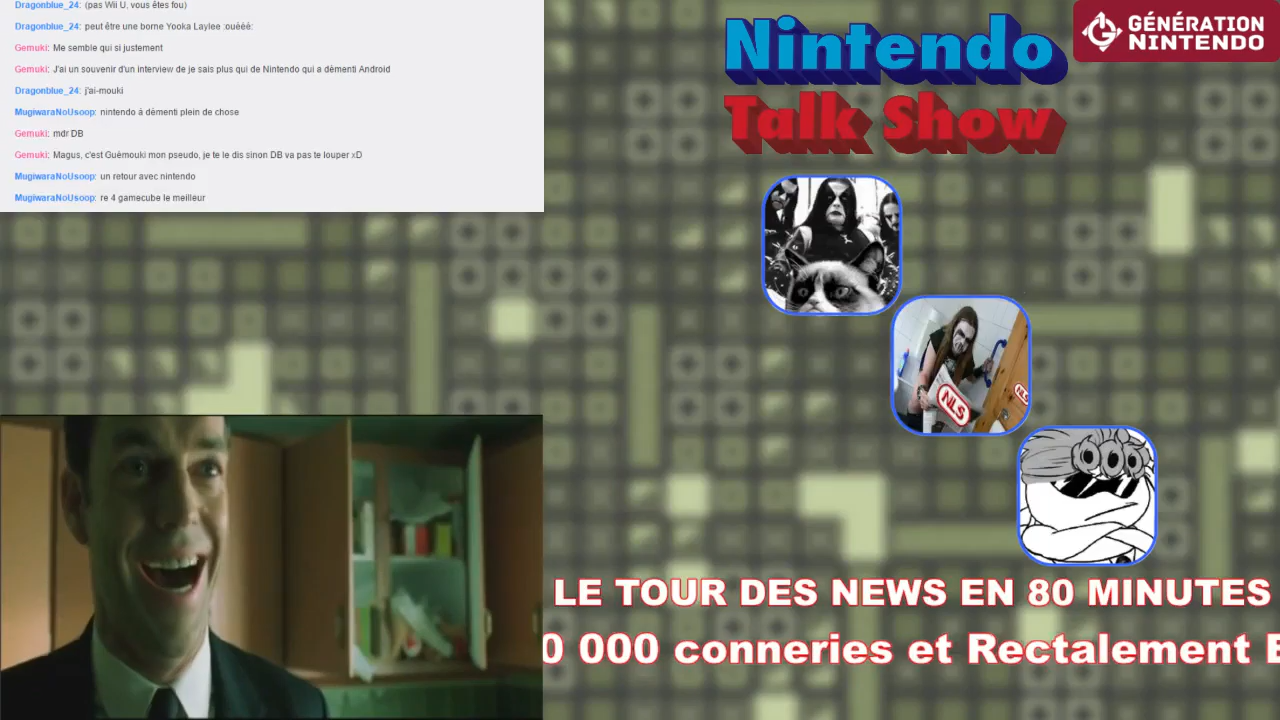 Dragonblue_24: (pas Wii U, vous êtes fou)
Dragonblue_24: peut être une borne Yooka Laylee :ouèèè:
Gemuki: Me semble qui si justement
Gemuki: J'ai un souvenir d'un interview de je sais plus qui de Nintendo qui a démenti Android
Dragonblue_24: j'ai-mouki
MugiwaraNoUsoop: nintendo à démenti plein de chose
Gemuki: mdr DB
Gemuki: Magus, c'est Guémouki mon pseudo, je te le dis sinon DB va pas te louper xD
MugiwaraNoUsoop: un retour avec nintendo
MugiwaraNoUsoop: re 4 gamecube le meilleur
Nintendo
Talk Show
GÉNÉRATION
NINTENDO
NLS
NLS
LE TOUR DES NEWS EN 80 MINUTES
0 000 conneries et Rectalement